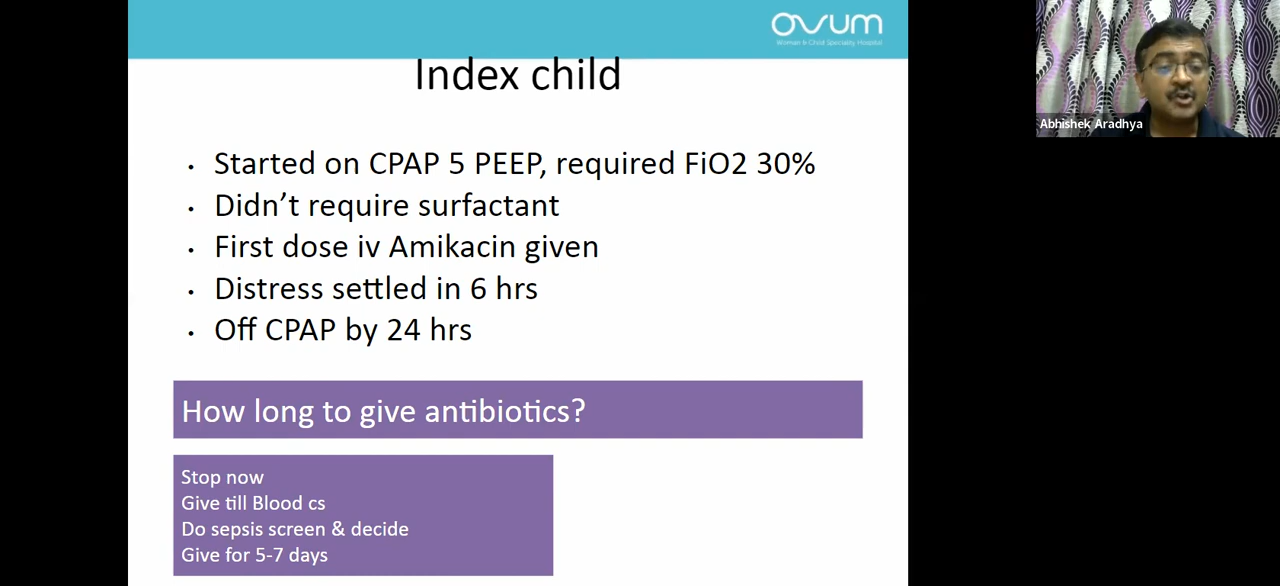 ovum
Woman & Child Speciality Hospital
Index child
Abhishek Aradhya
• Started on CPAP 5 PEEP, required FiO2 30%
• Didn’t require surfactant
• First dose iv Amikacin given
• Distress settled in 6 hrs
• Off CPAP by 24 hrs
How long to give antibiotics?
Stop now
Give till Blood cs
Do sepsis screen & decide
Give for 5-7 days